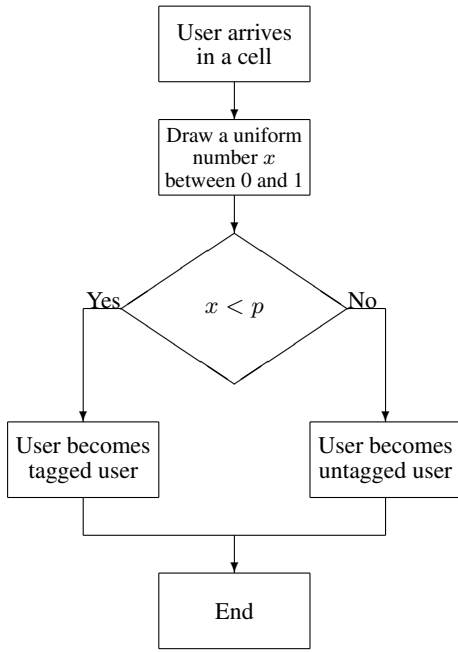 User arrives
in a cell
Draw a uniform
number x
between 0 and 1
Yes
x < p
No
User becomes
tagged user
User becomes
untagged user
End